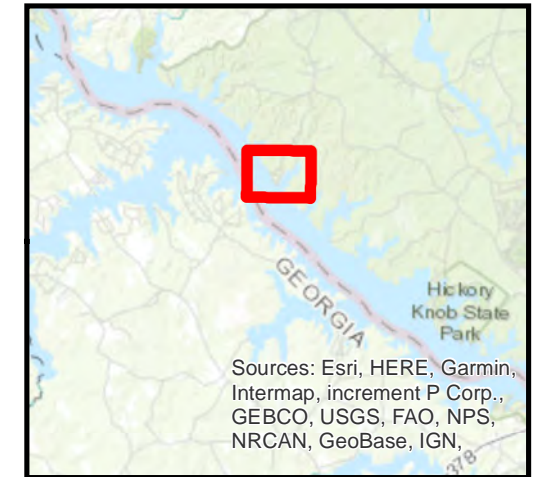 GEORGIA
Hickory
Knob State
Park
Sources: Esri, HERE, Garmin,
Intermap, increment P Corp.,
GEBCO, USGS, FAO, NPS,
NRCAN, GeoBase, IGN,
378